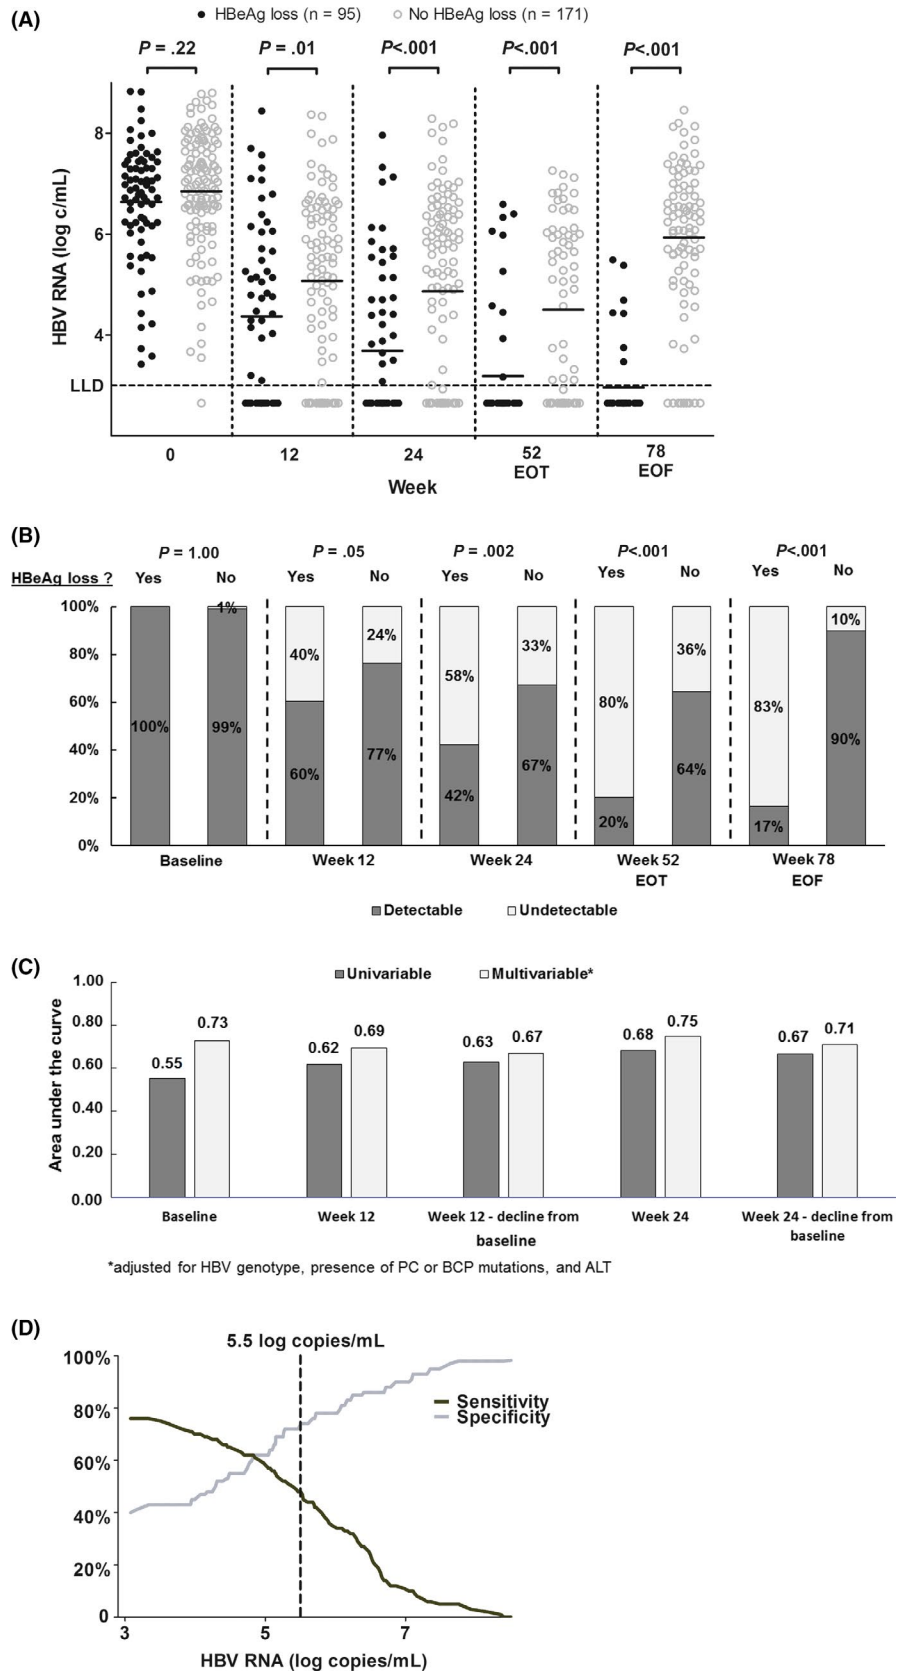 (A)
HBeAg loss (n = 95) No HBeAg loss (n = 171)
P = .22 P = .01 P<.001 P<.001 P<.001
HBV RNA (log c/mL)
8
6
4
LLD
0 12 24 52 78
EOT EOF
Week
(B)
P = 1.00 P = .05 P = .002 P<.001 P<.001
HBeAg loss ? Yes No Yes No Yes No Yes No Yes No
100%
80%
60%
40%
20%
0%
1% 24% 33% 36% 10%
40% 58% 80% 83%
100% 99% 60% 77% 42% 67% 20% 64% 17% 90%
Baseline Week 12 Week 24 Week 52 Week 78
EOT EOF
Detectable Undetectable
(C)
Univariable Multivariable*
Area under the curve
1.00
0.80
0.60
0.40
0.20
0.00
0.55 0.73 0.62 0.69 0.63 0.67 0.68 0.75 0.67 0.71
Baseline Week 12 Week 12 - decline from Week 24 Week 24 - decline from
baseline baseline
*adjusted for HBV genotype, presence of PC or BCP mutations, and ALT
(D)
5.5 log copies/mL
100%
80%
60%
40%
20%
0
Sensitivity
Specificity
3 5 7
HBV RNA (log copies/mL)